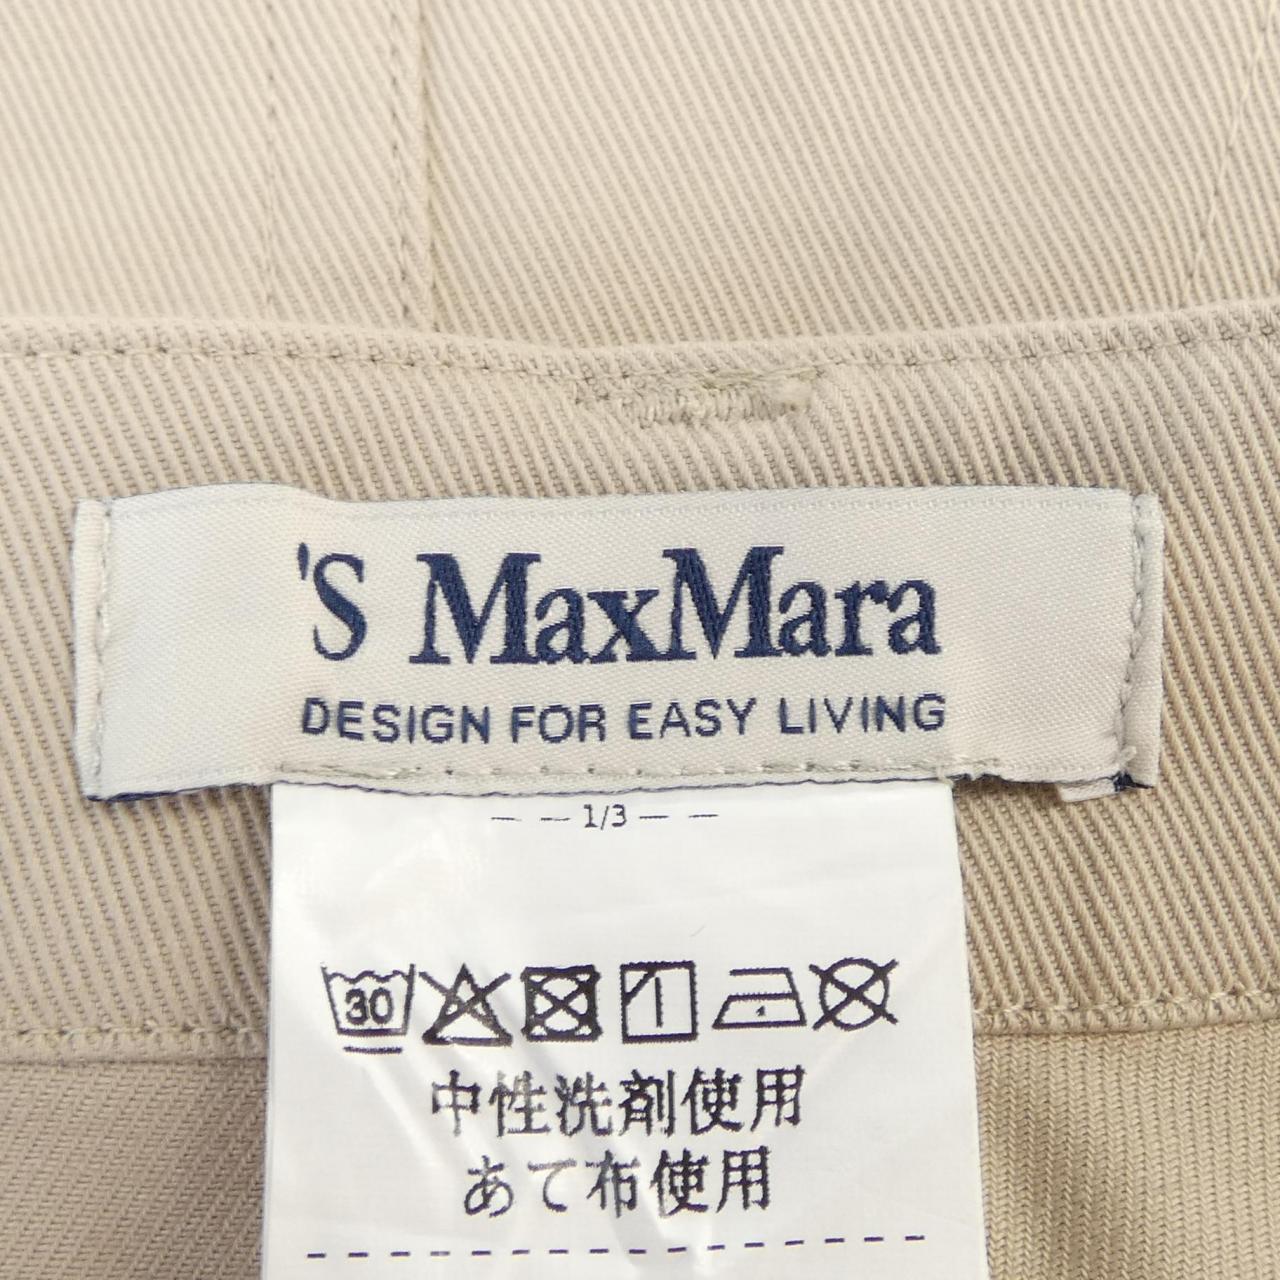 'S MaxMara
DESIGN FOR EASY LIVING
— — 1/3 — —
30
中性洗剤使用
あて布使用